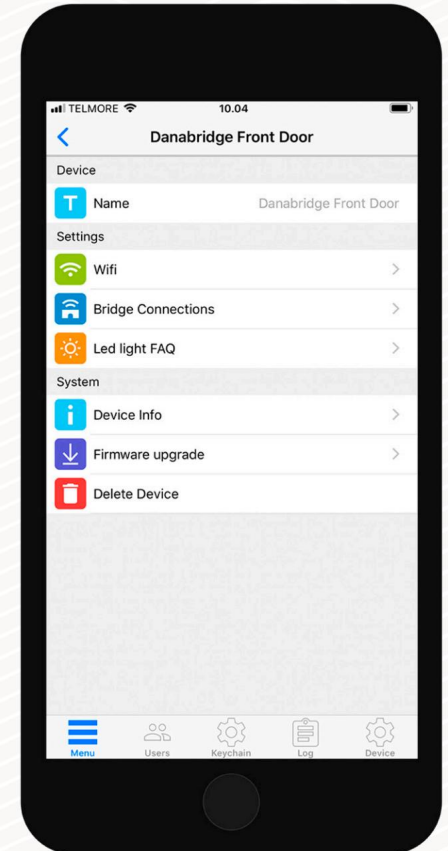 TELMORE 10.04
Danabridge Front Door
Device
T Name Danabridge Front Door
Settings
Wifi
Bridge Connections
Led light FAQ
System
i Device Info
Firmware upgrade
Delete Device
Menu Users Keychain Log Device